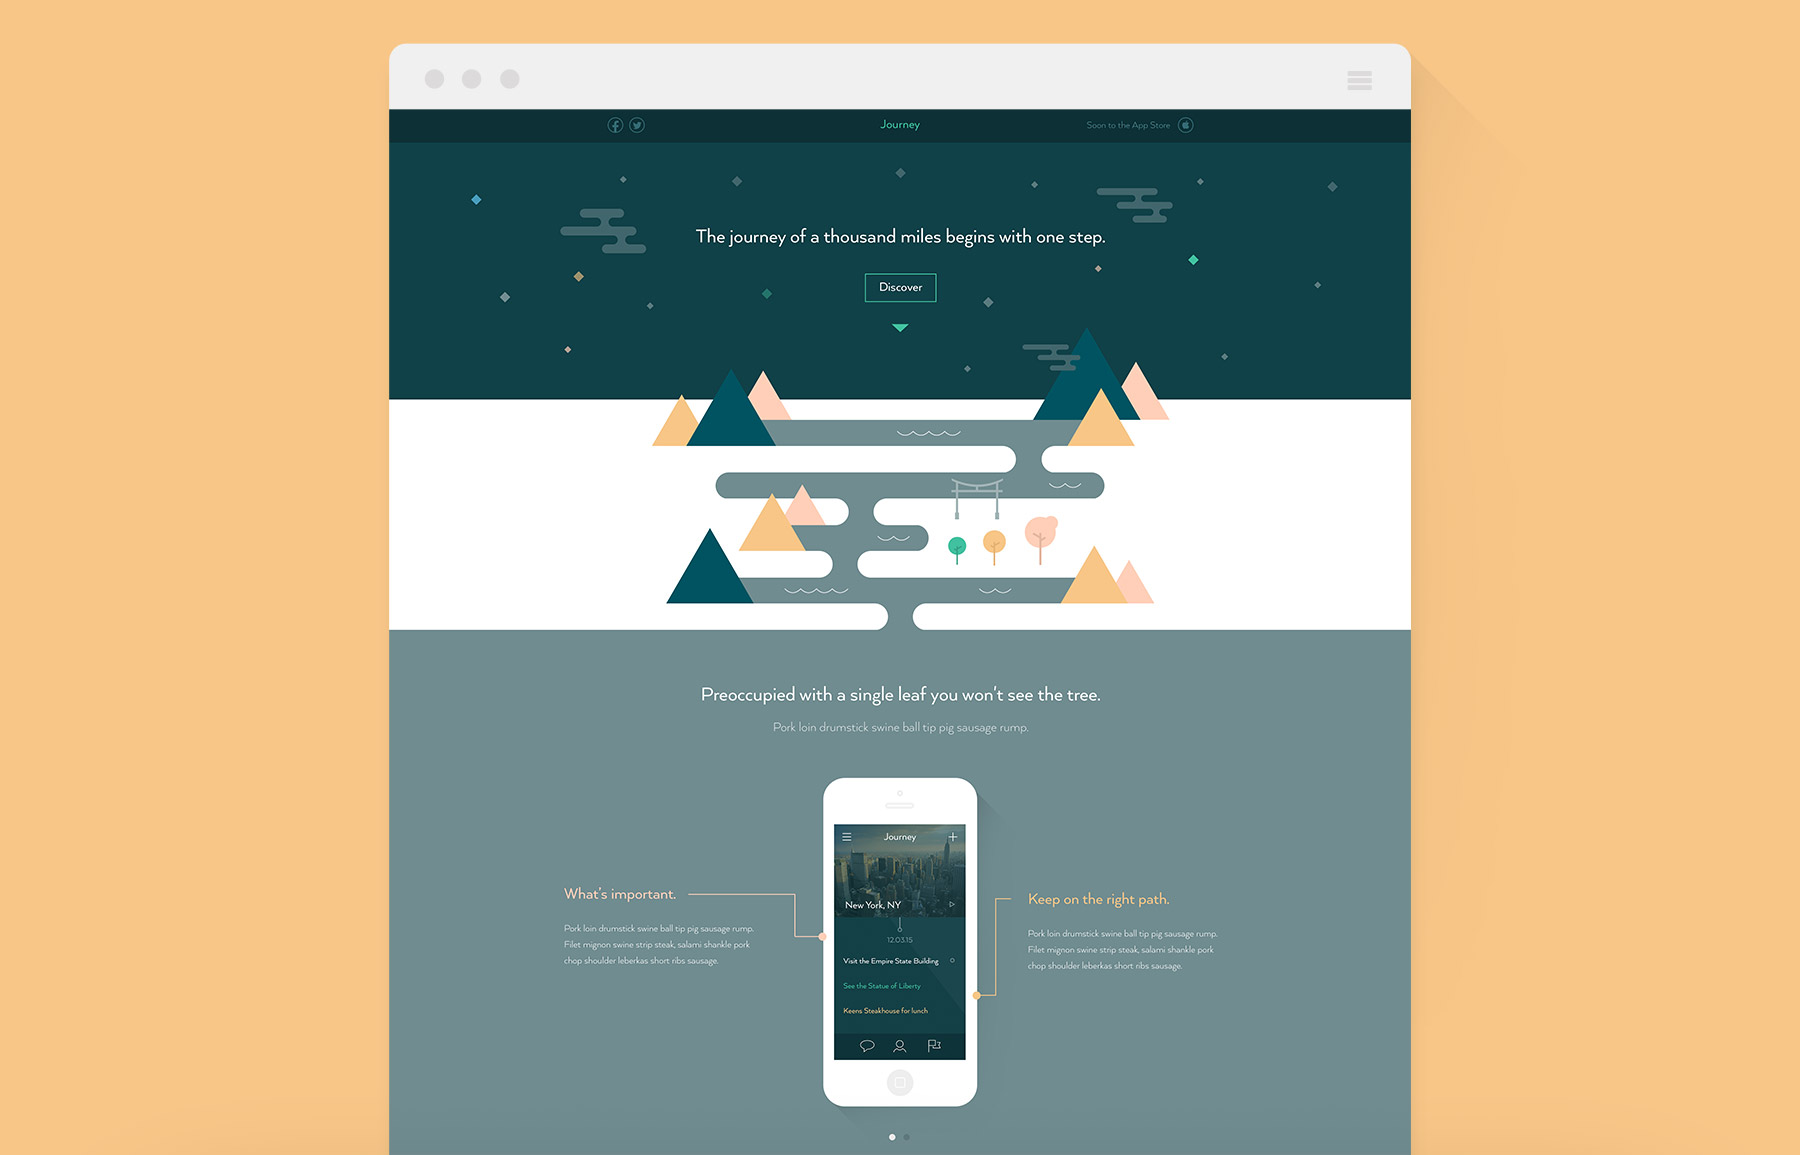 Journey
Soon to the App Store
The journey of a thousand miles begins with one step.
Discover
Preoccupied with a single leaf you won't see the tree.
Pork loin drumstick swine ball tip pig sausage rump.
What's important.
Pork loin drumstick swine ball tip pig sausage rump.
Filet mignon swine strip steak, salami shankle pork
chop shoulder leberkas short ribs sausage.
Journey
New York, NY
12.03.15
Visit the Empire State Building
See the Statue of Liberty
Keens Steakhouse for lunch
Keep on the right path.
Pork loin drumstick swine ball tip pig sausage rump.
Filet mignon swine strip steak, salami shankle pork
chop shoulder leberkas short ribs sausage.